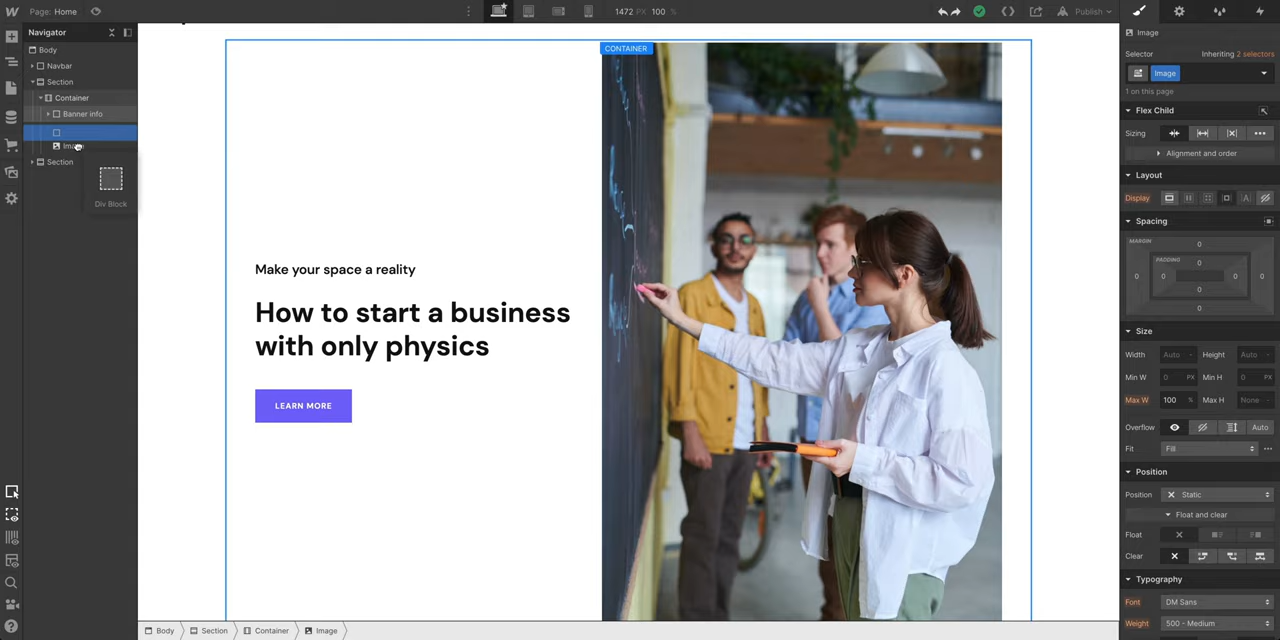 Page: Home
1472 PX 100 %
Publish
Navigator
Body
Navbar
Section
Container
Banner info
Image
Section
Div Block
CONTAINER
Make your space a reality
How to start a business
with only physics
LEARN MORE
Body
Section
Container
Image
Image
Selector
Inheriting 2 selectors
Image
1 on this page
Flex Child
Sizing
Alignment and order
Layout
Display
Spacing
MARGIN
0
PADDING
0
0 0 0 0
0
0
Size
Width Auto - Height Auto -
Min W 0 PX Min H 0 PX
Max W 100 % Max H None -
Overflow Auto
Fit Fill
Position
Position Static
Float and clear
Float
Clear
Typography
Font DM Sans
Weight 500 - Medium